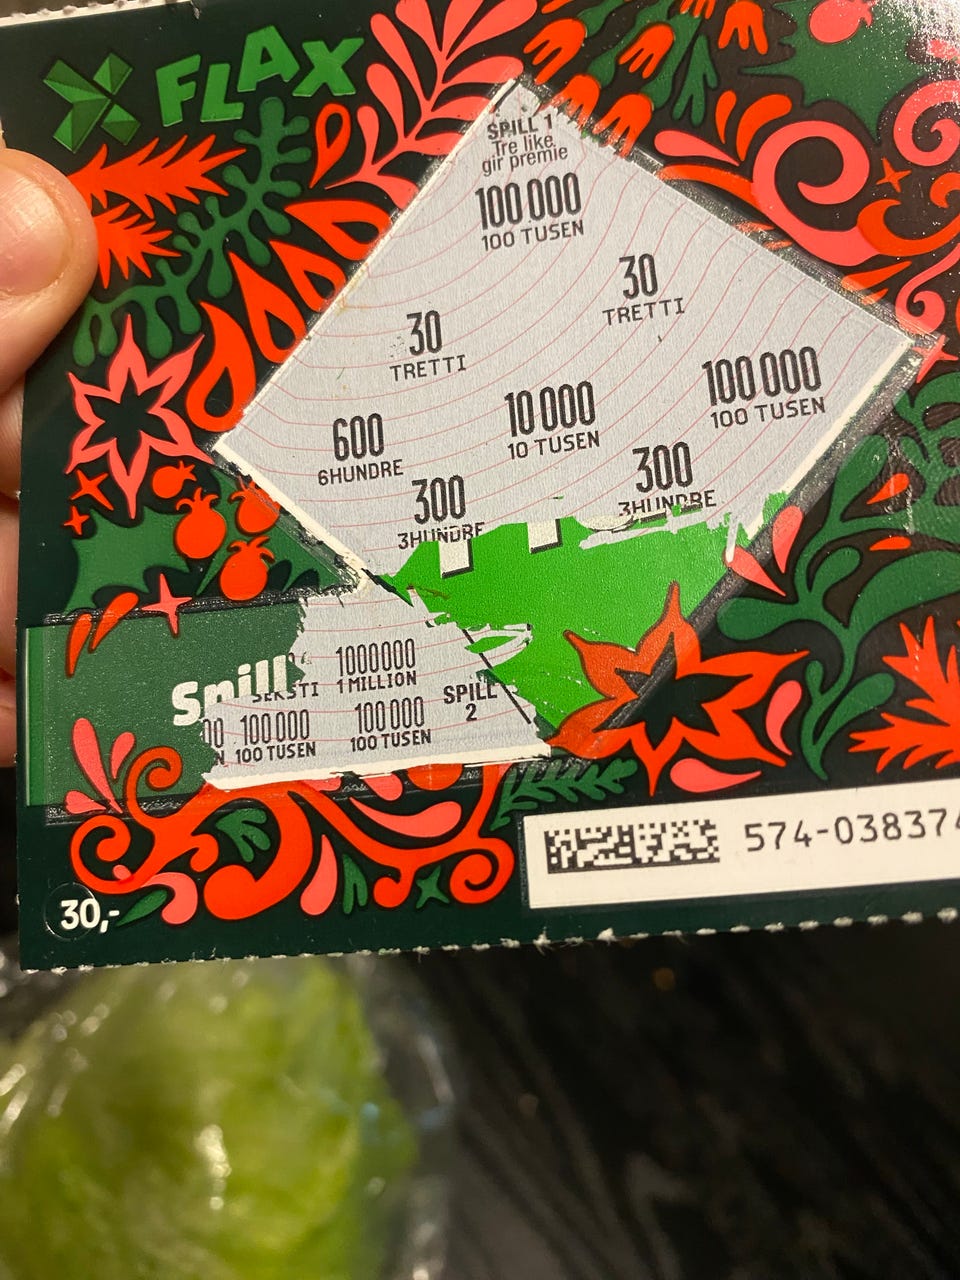 FLAX
SPILL 1
Tre like
gir premie
100 000
100 TUSEN
30
TRETTI
30
TRETTI
100 000
100 TUSEN
10 000
10 TUSEN
600
6HUNDRE
300
3HUNDRE
300
3HUNDRE
Spill
SEKSTI
1000000
1 MILLION
SPILL
2
100 000
100 TUSEN
100 000
100 TUSEN
574-038374
30,-